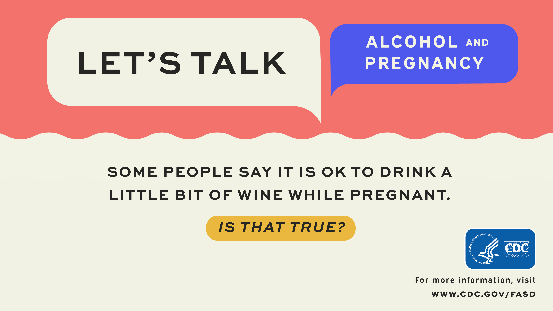 LET'S TALK
ALCOHOL AND
PREGNANCY
SOME PEOPLE SAY IT IS OK TO DRINK A
LITTLE BIT OF WINE WHILE PREGNANT.
IS THAT TRUE?
CDC
For more information, visit
WWW.CDC.GOV/FASD